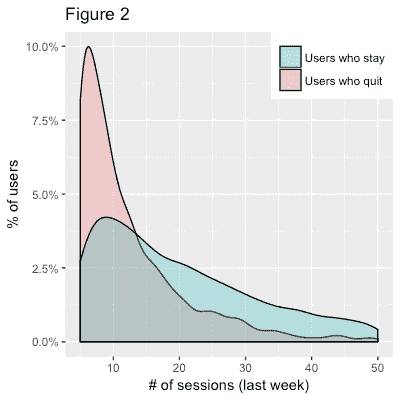 Figure 2
Users who stay
Users who quit
10.0%
7.5%
5.0%
2.5%
0.0%
% of users
10 20 30 40 50
# of sessions (last week)